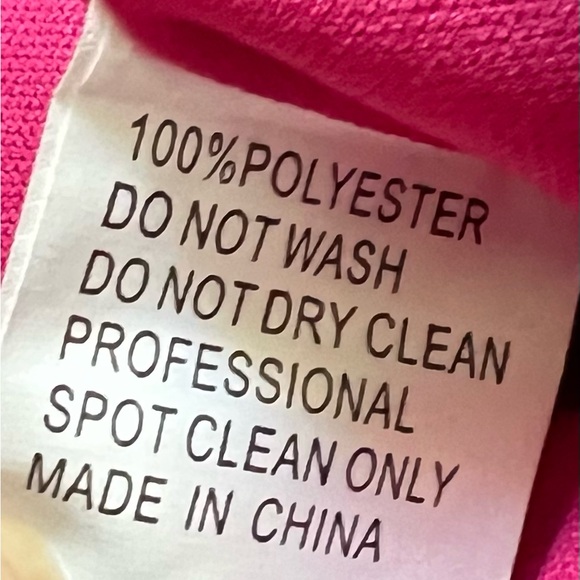 100%POLYESTER
DO NOT WASH
DO NOT DRY CLEAN
PROFESSIONAL
SPOT CLEAN ONLY
MADE IN CHINA